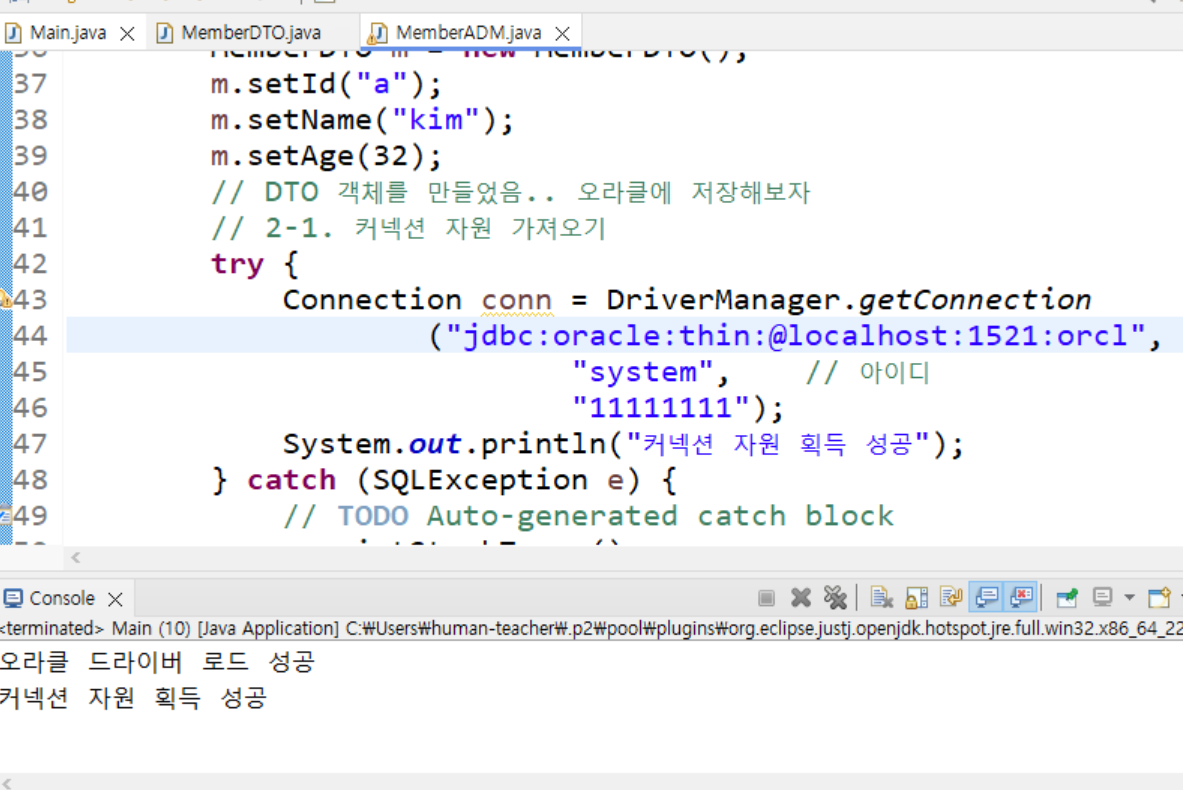 Main.java MemberDTO.java MemberADM.java
36 MemberDTO m = new MemberDTO();
37 m.setId("a");
38 m.setName("kim");
39 m.setAge(32);
40 // DTO 객체를 만들었음.. 오라클에 저장해보자
41 // 2-1. 커넥션 자원 가져오기
42 try {
43 Connection conn = DriverManager.getConnection
44 ("jdbc:oracle:thin:@localhost:1521:orcl",
45 "system", // 아이디
46 "11111111");
47 System.out.println("커넥션 자원 획득 성공");
48 } catch (SQLException e) {
49 // TODO Auto-generated catch block
Console
<terminated> Main (10) [Java Application] C:₩Users₩human-teacher₩.p2₩pool₩plugins₩org.eclipse.justj.openjdk.hotspot.jre.full.win32.x86_64_22
오라클 드라이버 로드 성공
커넥션 자원 획득 성공